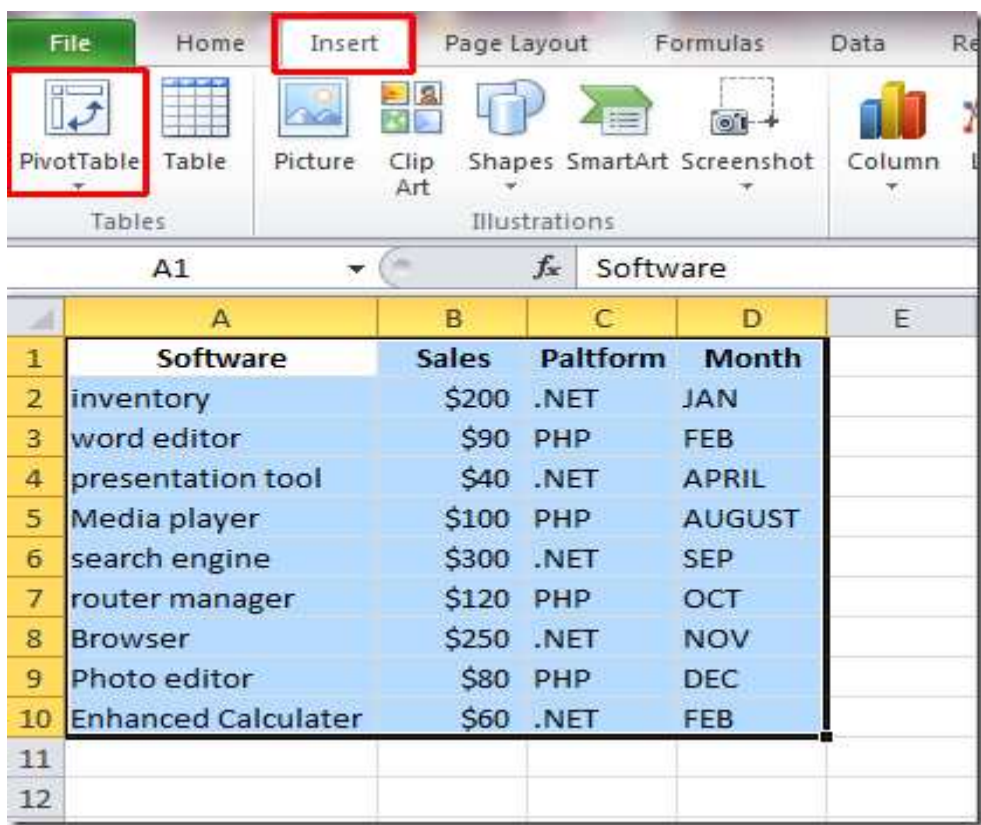 File Home Insert Page Layout Formulas Data Re
PivotTable Table Picture Clip Art Shapes SmartArt Screenshot Column
Tables Illustrations
A1 fx Software
A B C D E
1 Software Sales Paltform Month
2 inventory $200 .NET JAN
3 word editor $90 PHP FEB
4 presentation tool $40 .NET APRIL
5 Media player $100 PHP AUGUST
6 search engine $300 .NET SEP
7 router manager $120 PHP OCT
8 Browser $250 .NET NOV
9 Photo editor $80 PHP DEC
10 Enhanced Calculater $60 .NET FEB
11
12